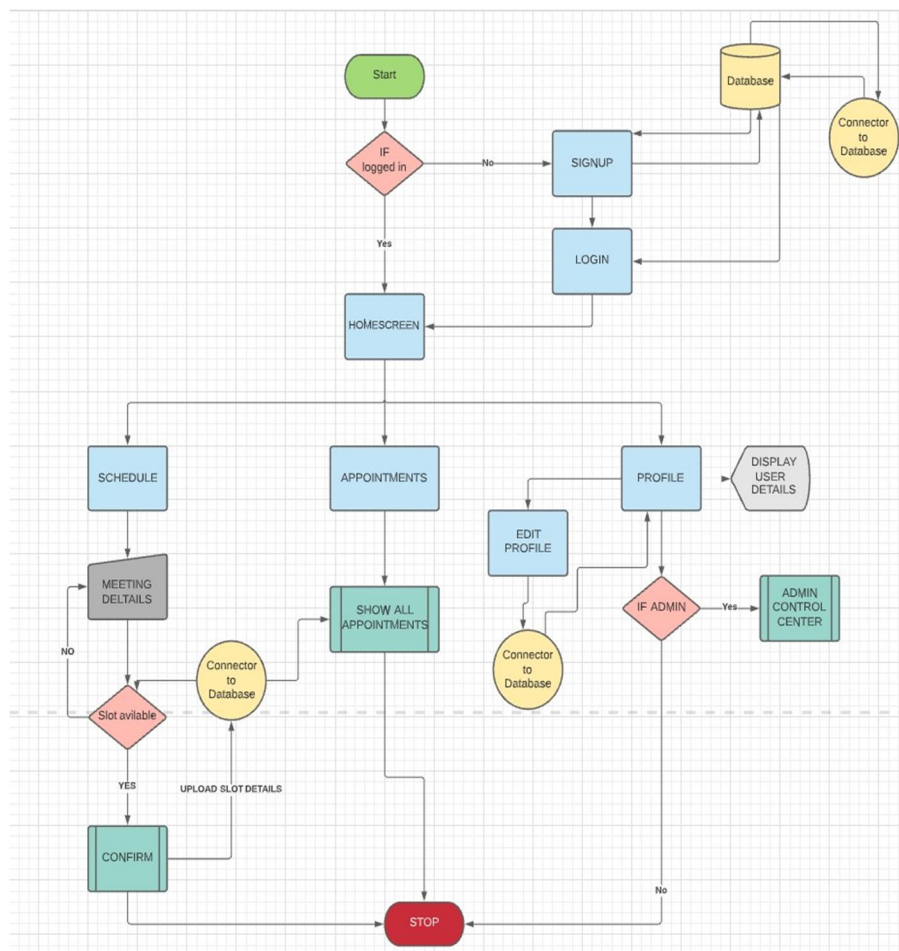 Start
Database
Connector
to
Database
IF
logged in
No
SIGNUP
Yes
LOGIN
HOMESCREEN
SCHEDULE
APPOINTMENTS
PROFILE
DISPLAY
USER
DETAILS
EDIT
PROFILE
MEETING
DELTAILS
SHOW ALL
APPOINTMENTS
IF ADMIN
Yes
ADMIN
CONTROL
CENTER
NO
Connector
to
Database
Connector
to
Database
Slot avilable
YES
UPLOAD SLOT DETAILS
CONFIRM
No
STOP